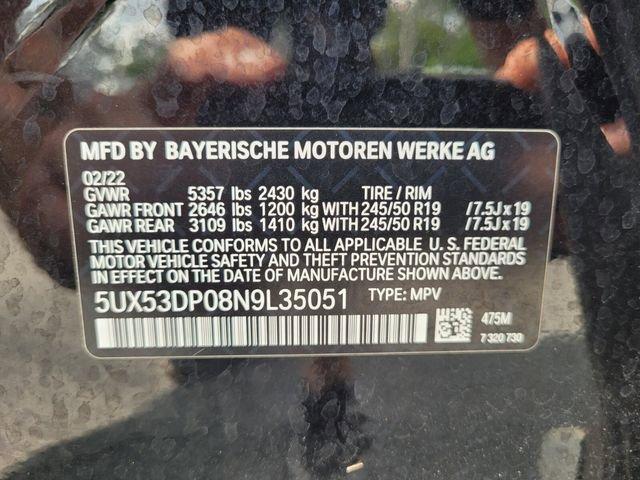 MFD BY BAYERISCHE MOTOREN WERKE AG
02/22
GVWR 5357 lbs 2430 kg TIRE / RIM
GAWR FRONT 2646 lbs 1200 kg WITH 245/50 R19 /7.5J x 19
GAWR REAR 3109 lbs 1410 kg WITH 245/50 R19 /7.5J x 19
THIS VEHICLE CONFORMS TO ALL APPLICABLE U. S. FEDERAL
MOTOR VEHICLE SAFETY AND THEFT PREVENTION STANDARDS
IN EFFECT ON THE DATE OF MANUFACTURE SHOWN ABOVE.
5UX53DP08N9L35051 TYPE: MPV
475M
7 320 730